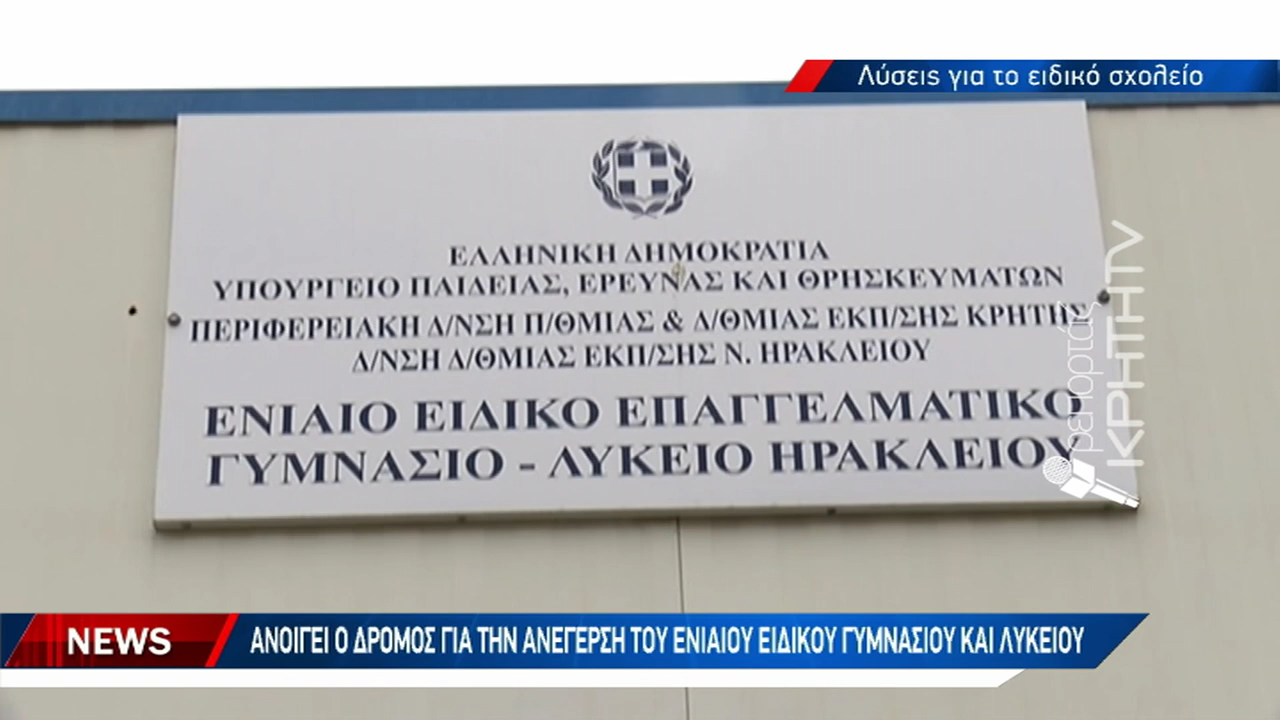 Λύσεις για το ειδικό σχολείο
ΕΛΛΗΝΙΚΗ ΔΗΜΟΚΡΑΤΙΑ
ΥΠΟΥΡΓΕΙΟ ΠΑΙΔΕΙΑΣ, ΕΡΕΥΝΑΣ ΚΑΙ ΘΡΗΣΚΕΥΜΑΤΩΝ
ΠΕΡΙΦΕΡΕΙΑΚΗ Δ/ΝΣΗ Π/ΘΜΙΑΣ & Δ/ΘΜΙΑΣ ΕΚΠ/ΣΗΣ ΚΡΗΤΗΣ
Δ/ΝΣΗ Δ/ΘΜΙΑΣ ΕΚΠ/ΣΗΣ Ν. ΗΡΑΚΛΕΙΟΥ
ΕΝΙΑΙΟ ΕΙΔΙΚΟ ΕΠΑΓΓΕΛΜΑΤΙΚΟ
ΓΥΜΝΑΣΙΟ - ΛΥΚΕΙΟ ΗΡΑΚΛΕΙΟΥ
ρεπορτάζ
ΚΡΗΤΗTV
NEWS
ΑΝΟΙΓΕΙ Ο ΔΡΟΜΟΣ ΓΙΑ ΤΗΝ ΑΝΕΓΕΡΣΗ ΤΟΥ ΕΝΙΑΙΟΥ ΕΙΔΙΚΟΥ ΓΥΜΝΑΣΙΟΥ ΚΑΙ ΛΥΚΕΙΟΥ